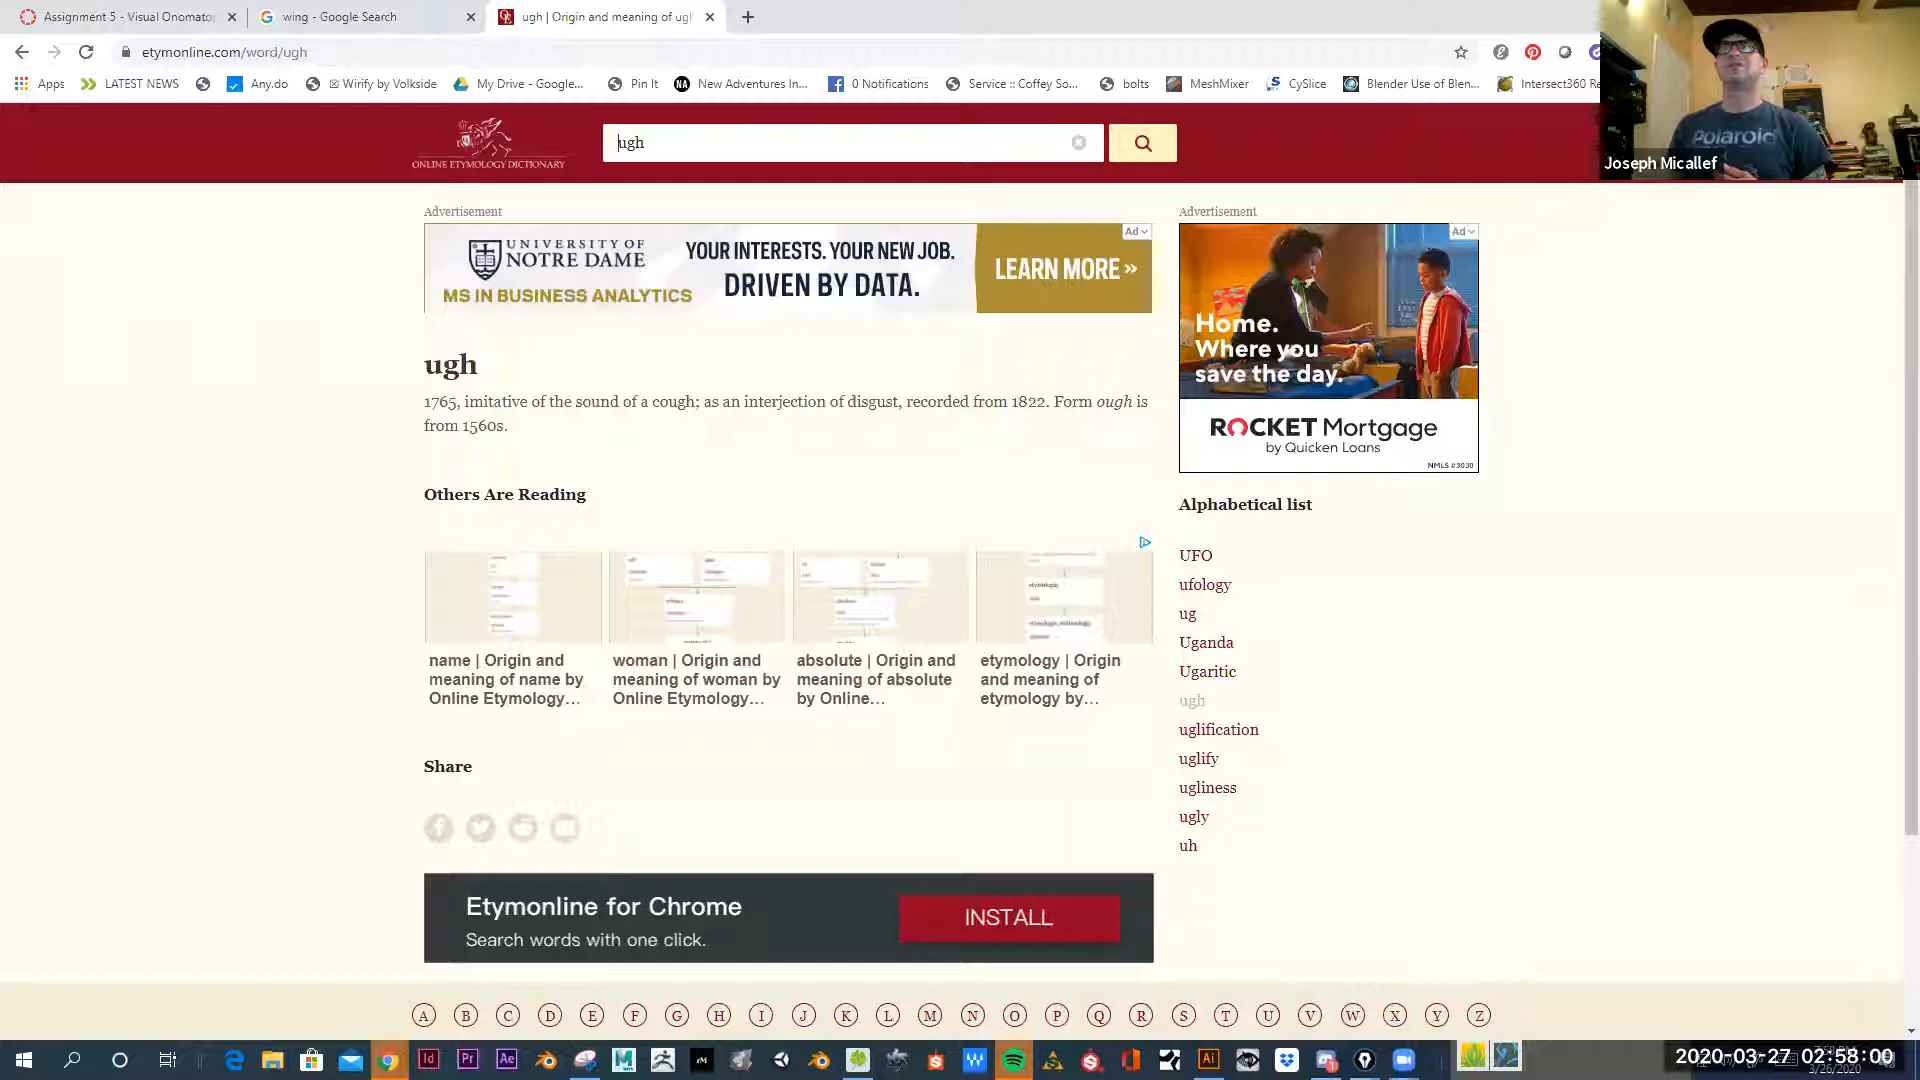 Assignment 5 - Visual Onomato
wing - Google Search
ugh | Origin and meaning of ugh
etymonline.com/word/ugh
Apps
LATEST NEWS
Any.do
Wirify by Volkside
My Drive - Google...
Pin It
New Adventures In...
0 Notifications
Service :: Coffey So...
bolts
MeshMixer
CySlice
Blender Use of Blen...
Intersect360 Re
Polaroid
Joseph Micallef
ONLINE ETYMOLOGY DICTIONARY
ugh
Advertisement
Advertisement
UNIVERSITY OF
NOTRE DAME
MS IN BUSINESS ANALYTICS
YOUR INTERESTS. YOUR NEW JOB.
DRIVEN BY DATA.
LEARN MORE »
Ad
Ad
Home.
Where you
save the day.
ROCKET Mortgage
by Quicken Loans
NMLS #3030
ugh
1765, imitative of the sound of a cough; as an interjection of disgust, recorded from 1822. Form ough is
from 1560s.
Others Are Reading
name | Origin and
meaning of name by
Online Etymology...
woman | Origin and
meaning of woman by
Online Etymology...
absolute | Origin and
meaning of absolute
by Online...
etymology | Origin
and meaning of
etymology by...
Alphabetical list
UFO
ufology
ug
Uganda
Ugaritic
ugh
uglification
uglify
ugliness
ugly
uh
Share
Etymonline for Chrome
Search words with one click.
INSTALL
A B C D E F G H I J K L M N O P Q R S T U V W X Y Z
2020-03-27 02:58:00
3/26/2020